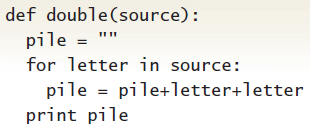 def double(source):
  pile = ""
  for letter in source:
    pile = pile+letter+letter
  print pile